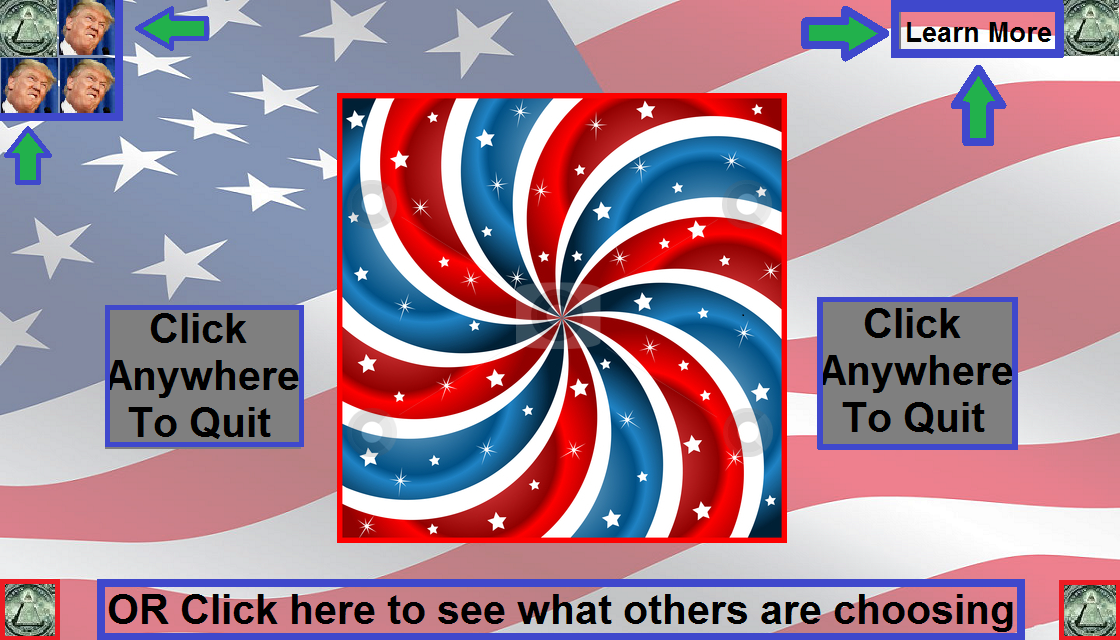 Learn More
Click
Anywhere
To Quit
Click
Anywhere
To Quit
OR Click here to see what others are choosing